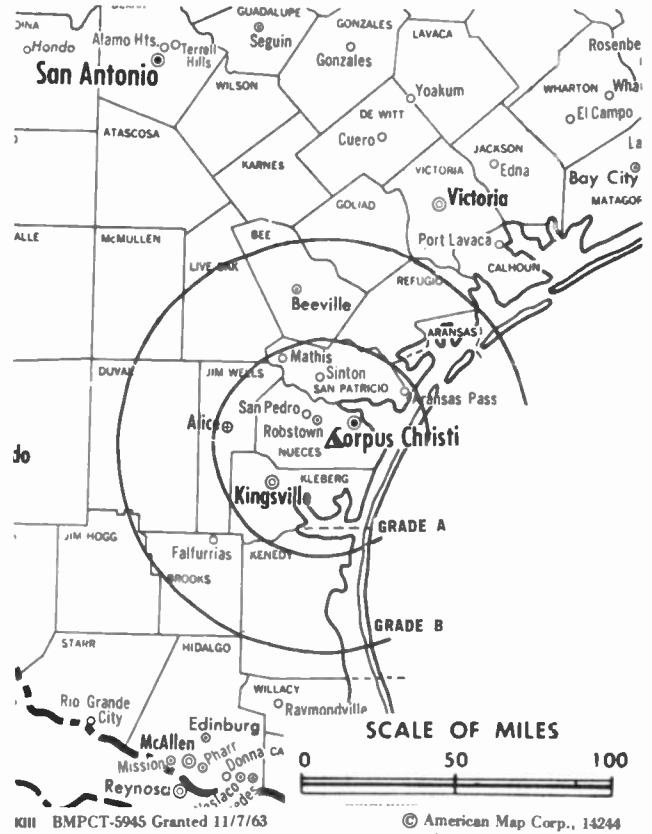 GUADALUPE
GONZALES
LAVACA
Hondo
Alamo Hts.
Terrell
Hills
Seguin
Gonzales
San Antonio
WILSON
Yoakum
WHARTON
El Campo
DE WITT
Cuero
ATASCOSA
JACKSON
Edna
KARNES
VICTORIA
Bay City
Victoria
GOLIAD
BEE
McMULLEN
Port Lavaca
LIVE OAK
CALHOUN
REFUGIO
Beeville
ARANSAS
Mathis
DUVAL
JIM WELLS
Sinton
SAN PATRICIO
Aransas Pass
San Pedro
Alice
Robstown
Corpus Christi
NUECES
KLEBERG
Kingsville
GRADE A
JIM HOGG
Falfurrias
KENEDY
BROOKS
GRADE B
STARR
HIDALGO
WILLACY
Rio Grande
City
Raymondville
Edinburg
SCALE OF MILES
McAllen
Mission
Pharr
Donna
0 50 100
Reynosa
KIII BMPCT-5945 Granted 11/7/63
© American Map Corp., 14244